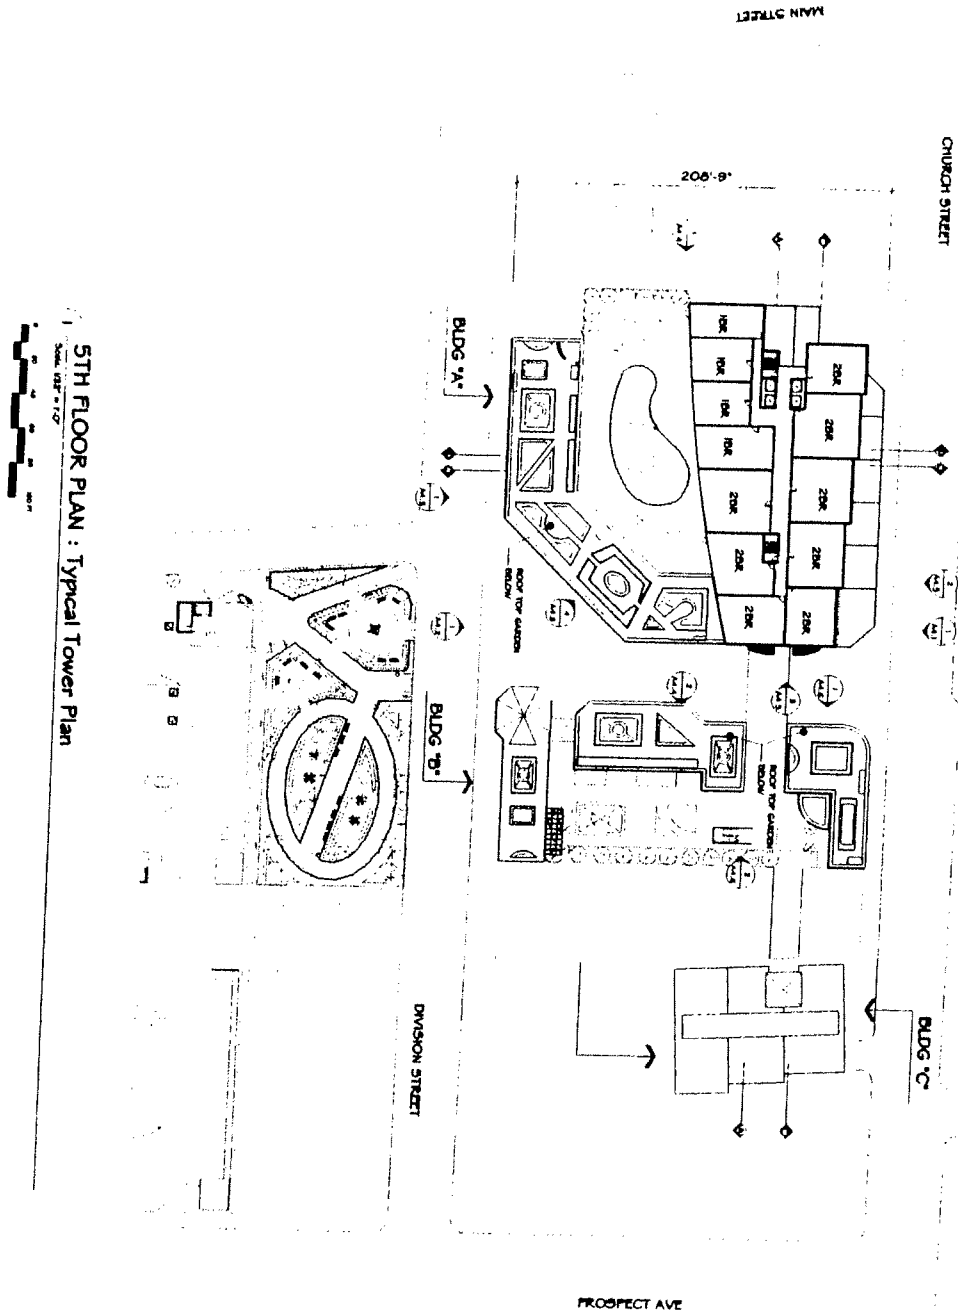 MAIN STREET
CHURCH STREET
208'-9"
BLDG "A"
1BR
1BR
1BR
1BR
2BR
2BR
2BR
2BR
2BR
2BR
2BR
2BR
ROOF TOP GARDEN
BELOW
ROOF TOP GARDEN
BELOW
BLDG "B"
BLDG "C"
DIVISION STREET
PROSPECT AVE
5TH FLOOR PLAN : Typical Tower Plan